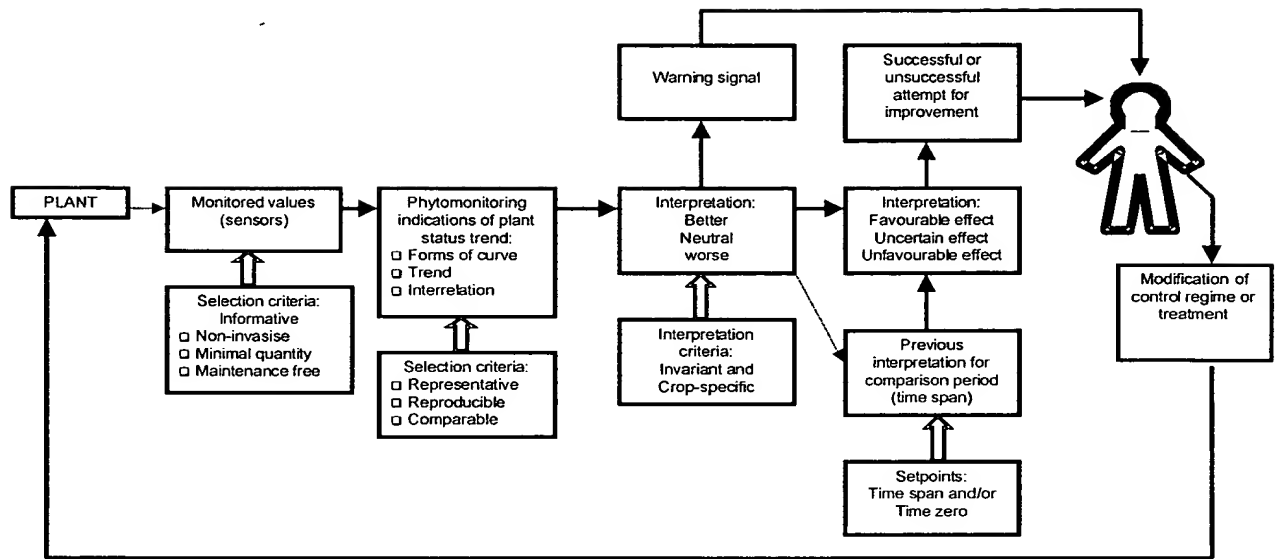 Warning signal
Successful or
unsuccessful
attempt for
improvement
PLANT
Monitored values
(sensors)
Phytomonitoring
indications of plant
status trend:
❏ Forms of curve
❏ Trend
❏ Interrelation
Interpretation:
Better
Neutral
worse
Interpretation:
Favourable effect
Uncertain effect
Unfavourable effect
Modification of
control regime or
treatment
Selection criteria:
Informative
❏ Non-invasise
❏ Minimal quantity
❏ Maintenance free
Selection criteria:
❏ Representative
❏ Reproducible
❏ Comparable
Interpretation
criteria:
Invariant and
Crop-specific
Previous
interpretation for
comparison period
(time span)
Setpoints:
Time span and/or
Time zero